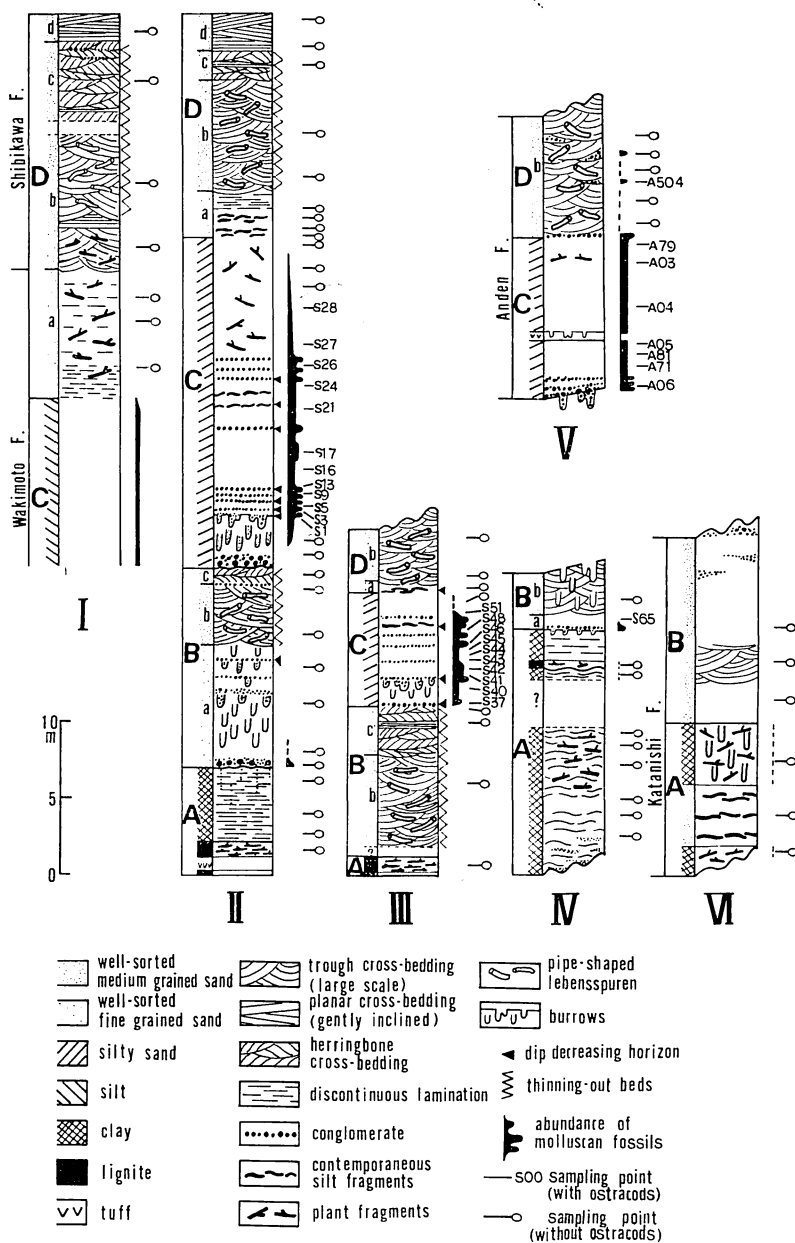 Shibikawa F.
Wakimoto F.
D
d
c
b
a
C
I
D
d
c
b
a
C
B
c
b
a
A
S28
S27
S26
S24
S21
S17
S16
S13
S9
S5
S3
S1
II
D
b
a
C
B
c
b
?
A
S51
S48
S46
S45
S44
S43
S42
S41
S40
S37
III
B
b
a
?
A
S65
IV
Anden F.
D
b
C
A504
A79
A03
A04
A05
A81
A71
A06
V
Katanishi F.
B
A
VI
10
m
5
0
well-sorted
medium grained sand
well-sorted
fine grained sand
silty sand
silt
clay
lignite
tuff
trough cross-bedding
(large scale)
planar cross-bedding
(gently inclined)
herringbone
cross-bedding
discontinuous lamination
conglomerate
contemporaneous
silt fragments
plant fragments
pipe-shaped
lebensspuren
burrows
dip decreasing horizon
thinning-out beds
abundance of
molluscan fossils
S00 sampling point
(with ostracods)
sampling point
(without ostracods)